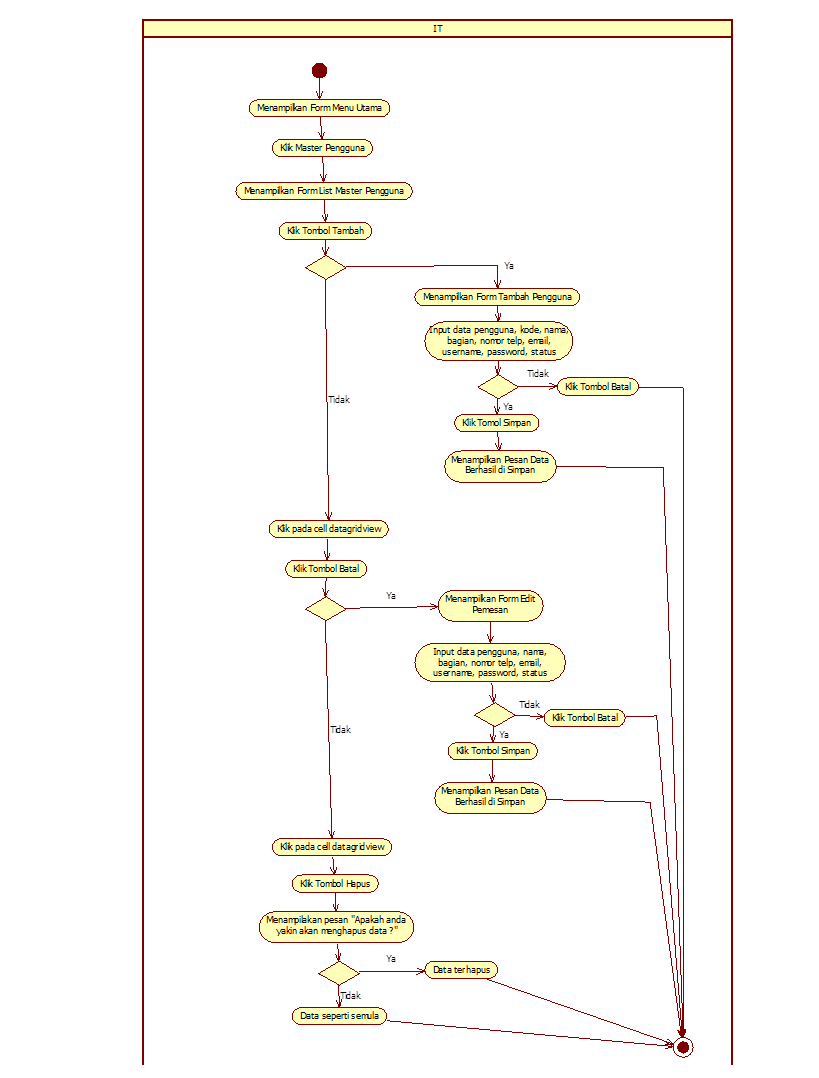 IT
Menampilkan Form Menu Utama
Klik Master Pengguna
Menampilkan Form List Master Pengguna
Klik Tombol Tambah
Ya
Menampilkan Form Tambah Pengguna
Input data pengguna, kode, nama,
bagian, nomor telp, email,
username, password, status
Tidak
Klik Tombol Batal
Ya
Tidak
Klik Tomol Simpan
Menampilkan Pesan Data
Berhasil di Simpan
Klik pada cell datagridview
Klik Tombol Batal
Ya
Menampilkan Form Edit
Pemesan
Input data pengguna, nama,
bagian, nomor telp, email,
username, password, status
Tidak
Klik Tombol Batal
Tidak
Ya
Klik Tombol Simpan
Menampilkan Pesan Data
Berhasil di Simpan
Klik pada cell datagridview
Klik Tombol Hapus
Menampilakan pesan "Apakah anda
yakin akan menghapus data ?"
Ya
Data terhapus
Tidak
Data seperti semula